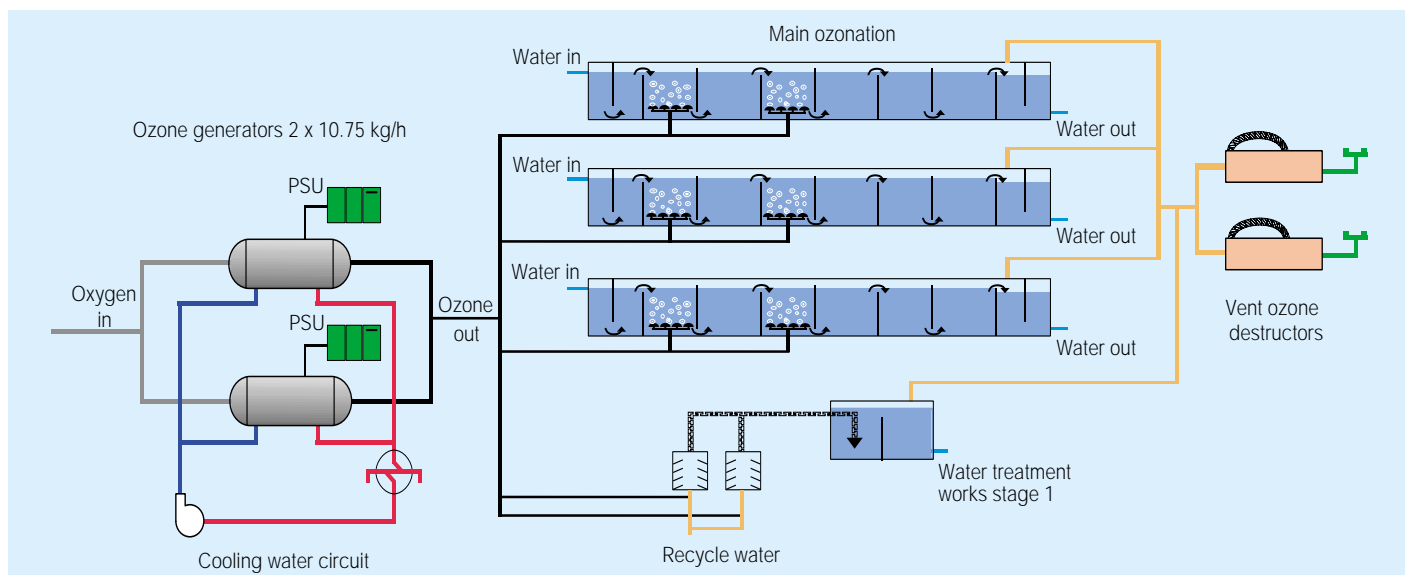 Main ozonation
Water in
Ozone generators 2 x 10.75 kg/h
Water out
PSU
Water in
Water out
Water in
Oxygen
in
Ozone
out
PSU
Vent ozone
destructors
Water out
Water treatment
works stage 1
Recycle water
Cooling water circuit